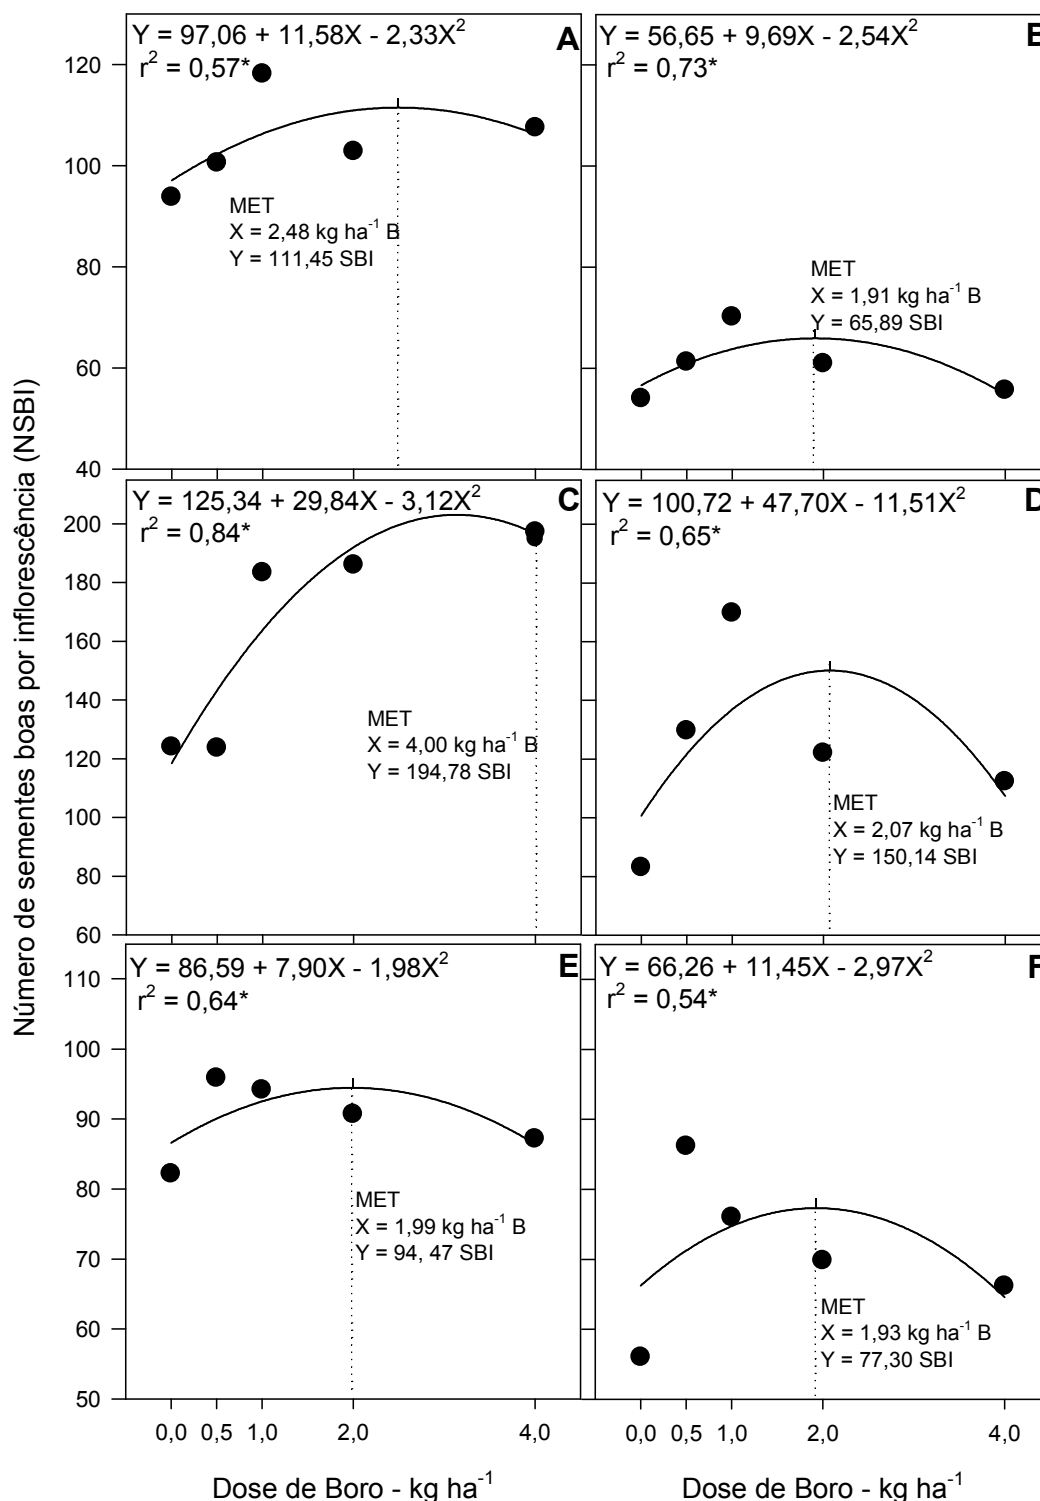 Número de sementes boas por inflorescência (NSBI)
Y = 97,06 + 11,58X - 2,33X²
A
r² = 0,57*
120
100
80
60
40
MET
X = 2,48 kg ha⁻¹ B
Y = 111,45 SBI
Y = 56,65 + 9,69X - 2,54X²
B
r² = 0,73*
MET
X = 1,91 kg ha⁻¹ B
Y = 65,89 SBI
Y = 125,34 + 29,84X - 3,12X²
C
r² = 0,84*
200
180
160
140
120
100
80
60
MET
X = 4,00 kg ha⁻¹ B
Y = 194,78 SBI
Y = 100,72 + 47,70X - 11,51X²
D
r² = 0,65*
MET
X = 2,07 kg ha⁻¹ B
Y = 150,14 SBI
Y = 86,59 + 7,90X - 1,98X²
E
r² = 0,64*
110
100
90
80
70
60
50
MET
X = 1,99 kg ha⁻¹ B
Y = 94, 47 SBI
Y = 66,26 + 11,45X - 2,97X²
F
r² = 0,54*
MET
X = 1,93 kg ha⁻¹ B
Y = 77,30 SBI
0,0 0,5 1,0 2,0 4,0
0,0 0,5 1,0 2,0 4,0
Dose de Boro - kg ha⁻¹
Dose de Boro - kg ha⁻¹